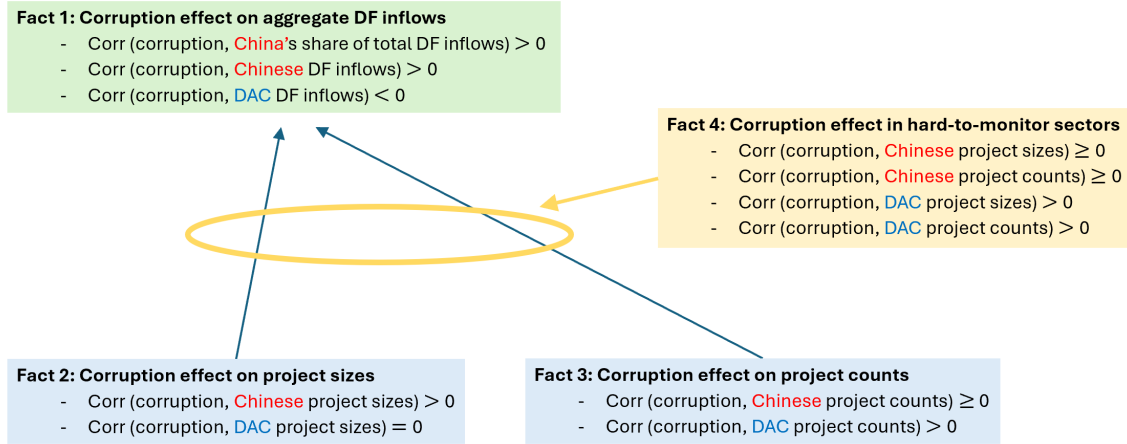 Fact 1: Corruption effect on aggregate DF inflows
- Corr (corruption, China's share of total DF inflows) > 0
- Corr (corruption, Chinese DF inflows) > 0
- Corr (corruption, DAC DF inflows) < 0
Fact 4: Corruption effect in hard-to-monitor sectors
- Corr (corruption, Chinese project sizes) ≥ 0
- Corr (corruption, Chinese project counts) ≥ 0
- Corr (corruption, DAC project sizes) > 0
- Corr (corruption, DAC project counts) > 0
Fact 2: Corruption effect on project sizes
- Corr (corruption, Chinese project sizes) > 0
- Corr (corruption, DAC project sizes) = 0
Fact 3: Corruption effect on project counts
- Corr (corruption, Chinese project counts) ≥ 0
- Corr (corruption, DAC project counts) > 0